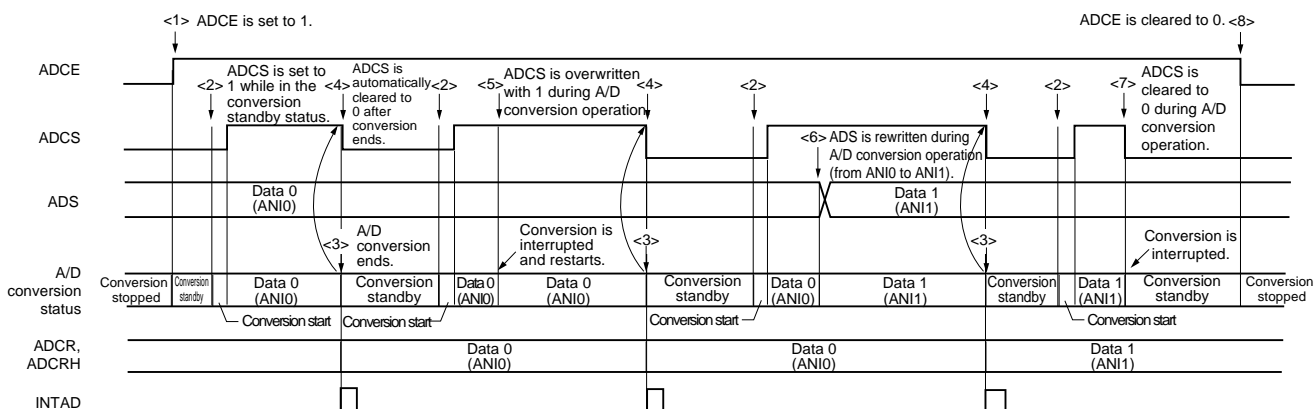 <1> ADCE is set to 1.
ADCE is cleared to 0. <8>
ADCE
<2>
ADCS is set to
1 while in the
conversion
standby status.
<4>
ADCS is
automatically
cleared to
0 after
conversion
ends.
<2>
<5>
ADCS is overwritten
with 1 during A/D
conversion operation.
<4>
<2>
<4>
<2>
<7>
ADCS is
cleared to
0 during A/D
conversion
operation.
ADCS
<6> ADS is rewritten during
A/D conversion operation
(from ANI0 to ANI1).
ADS
Data 0
(ANI0)
Data 1
(ANI1)
<3>
A/D
conversion
ends.
Conversion is
interrupted
and restarts.
<3>
<3>
Conversion is
interrupted.
A/D
conversion
status
Conversion
stopped
Conversion
standby
Data 0
(ANI0)
Conversion
standby
Data 0
(ANI0)
Data 0
(ANI0)
Conversion
standby
Data 0
(ANI0)
Data 1
(ANI1)
Conversion
standby
Data 1
(ANI1)
Conversion
standby
Conversion
stopped
Conversion start
Conversion start
Conversion start
Conversion start
ADCR,
ADCRH
Data 0
(ANI0)
Data 0
(ANI0)
Data 1
(ANI1)
INTAD